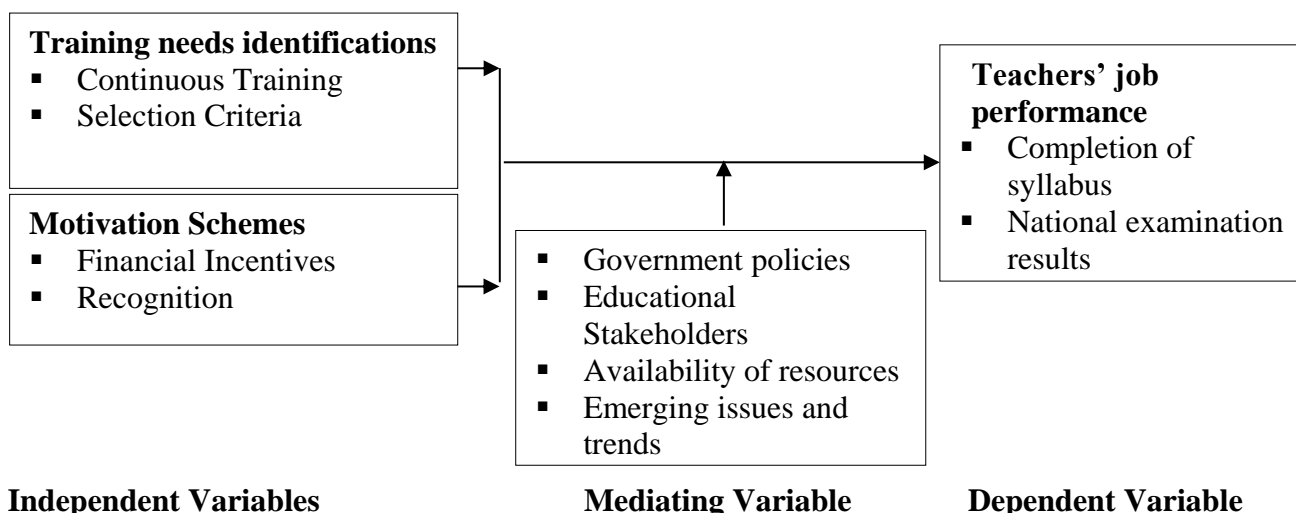 Training needs identifications
▪ Continuous Training
▪ Selection Criteria
Motivation Schemes
▪ Financial Incentives
▪ Recognition
▪ Government policies
▪ Educational
Stakeholders
▪ Availability of resources
▪ Emerging issues and
trends
Teachers’ job
performance
▪ Completion of
syllabus
▪ National examination
results
Independent Variables
Mediating Variable
Dependent Variable